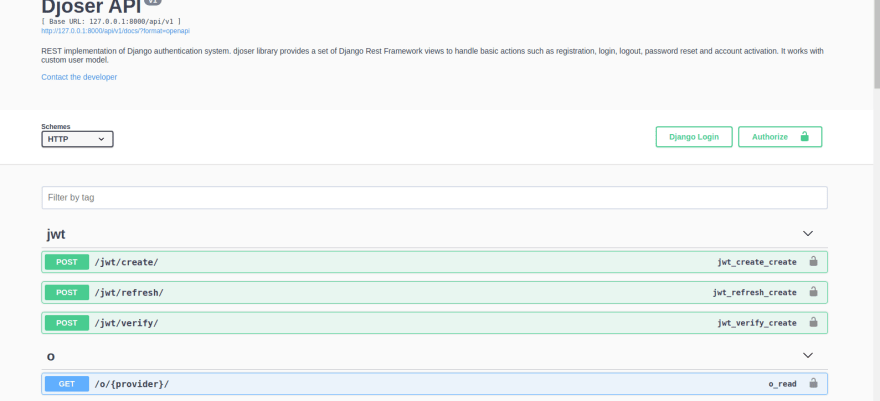 Djoser API v1
[ Base URL: 127.0.0.1:8000/api/v1 ]
http://127.0.0.1:8000/api/v1/docs/?format=openapi
REST implementation of Django authentication system. djoser library provides a set of Django Rest Framework views to handle basic actions such as registration, login, logout, password reset and account activation. It works with
custom user model.
Contact the developer
Schemes
HTTP
Django Login
Authorize
Filter by tag
jwt
POST /jwt/create/ jwt_create_create
POST /jwt/refresh/ jwt_refresh_create
POST /jwt/verify/ jwt_verify_create
o
GET /o/{provider}/ o_read